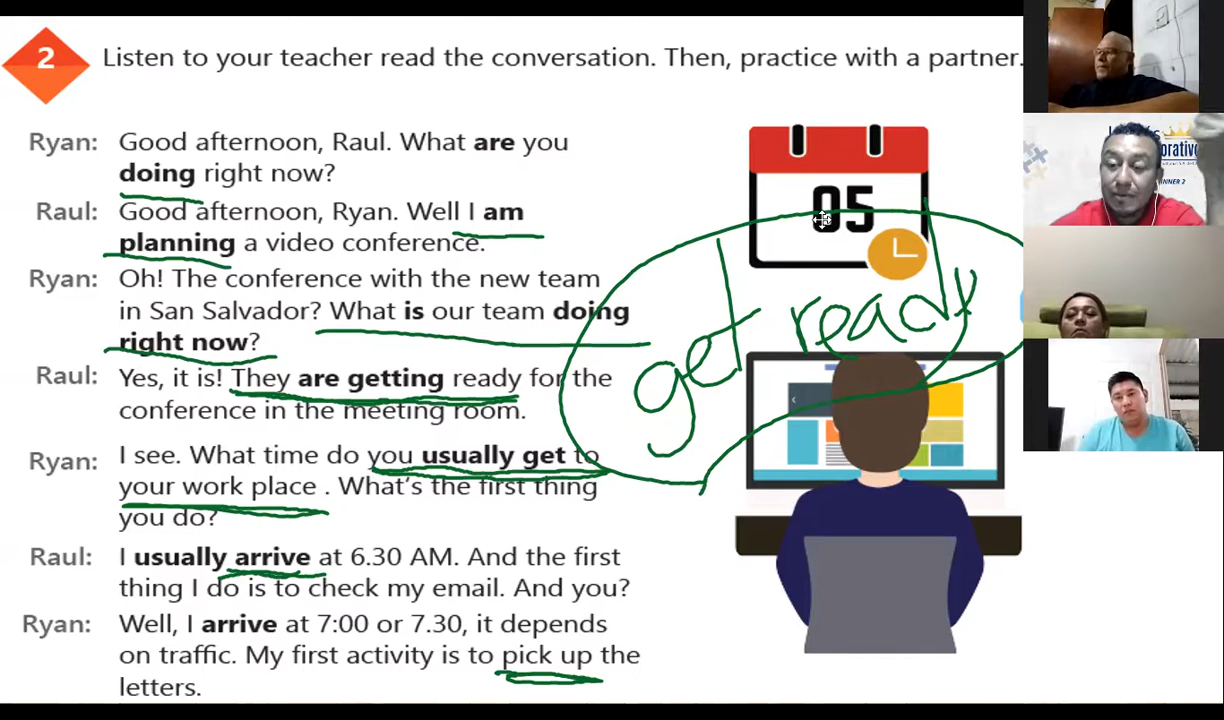 2 Listen to your teacher read the conversation. Then, practice with a partner.
Ryan: Good afternoon, Raul. What are you
doing right now?
Raul: Good afternoon, Ryan. Well I am
planning a video conference.
Ryan: Oh! The conference with the new team
in San Salvador? What is our team doing
right now?
Raul: Yes, it is! They are getting ready for the
conference in the meeting room.
Ryan: I see. What time do you usually get to
your work place . What's the first thing
you do?
Raul: I usually arrive at 6.30 AM. And the first
thing I do is to check my email. And you?
Ryan: Well, I arrive at 7:00 or 7.30, it depends
on traffic. My first activity is to pick up the
letters.
05
get ready